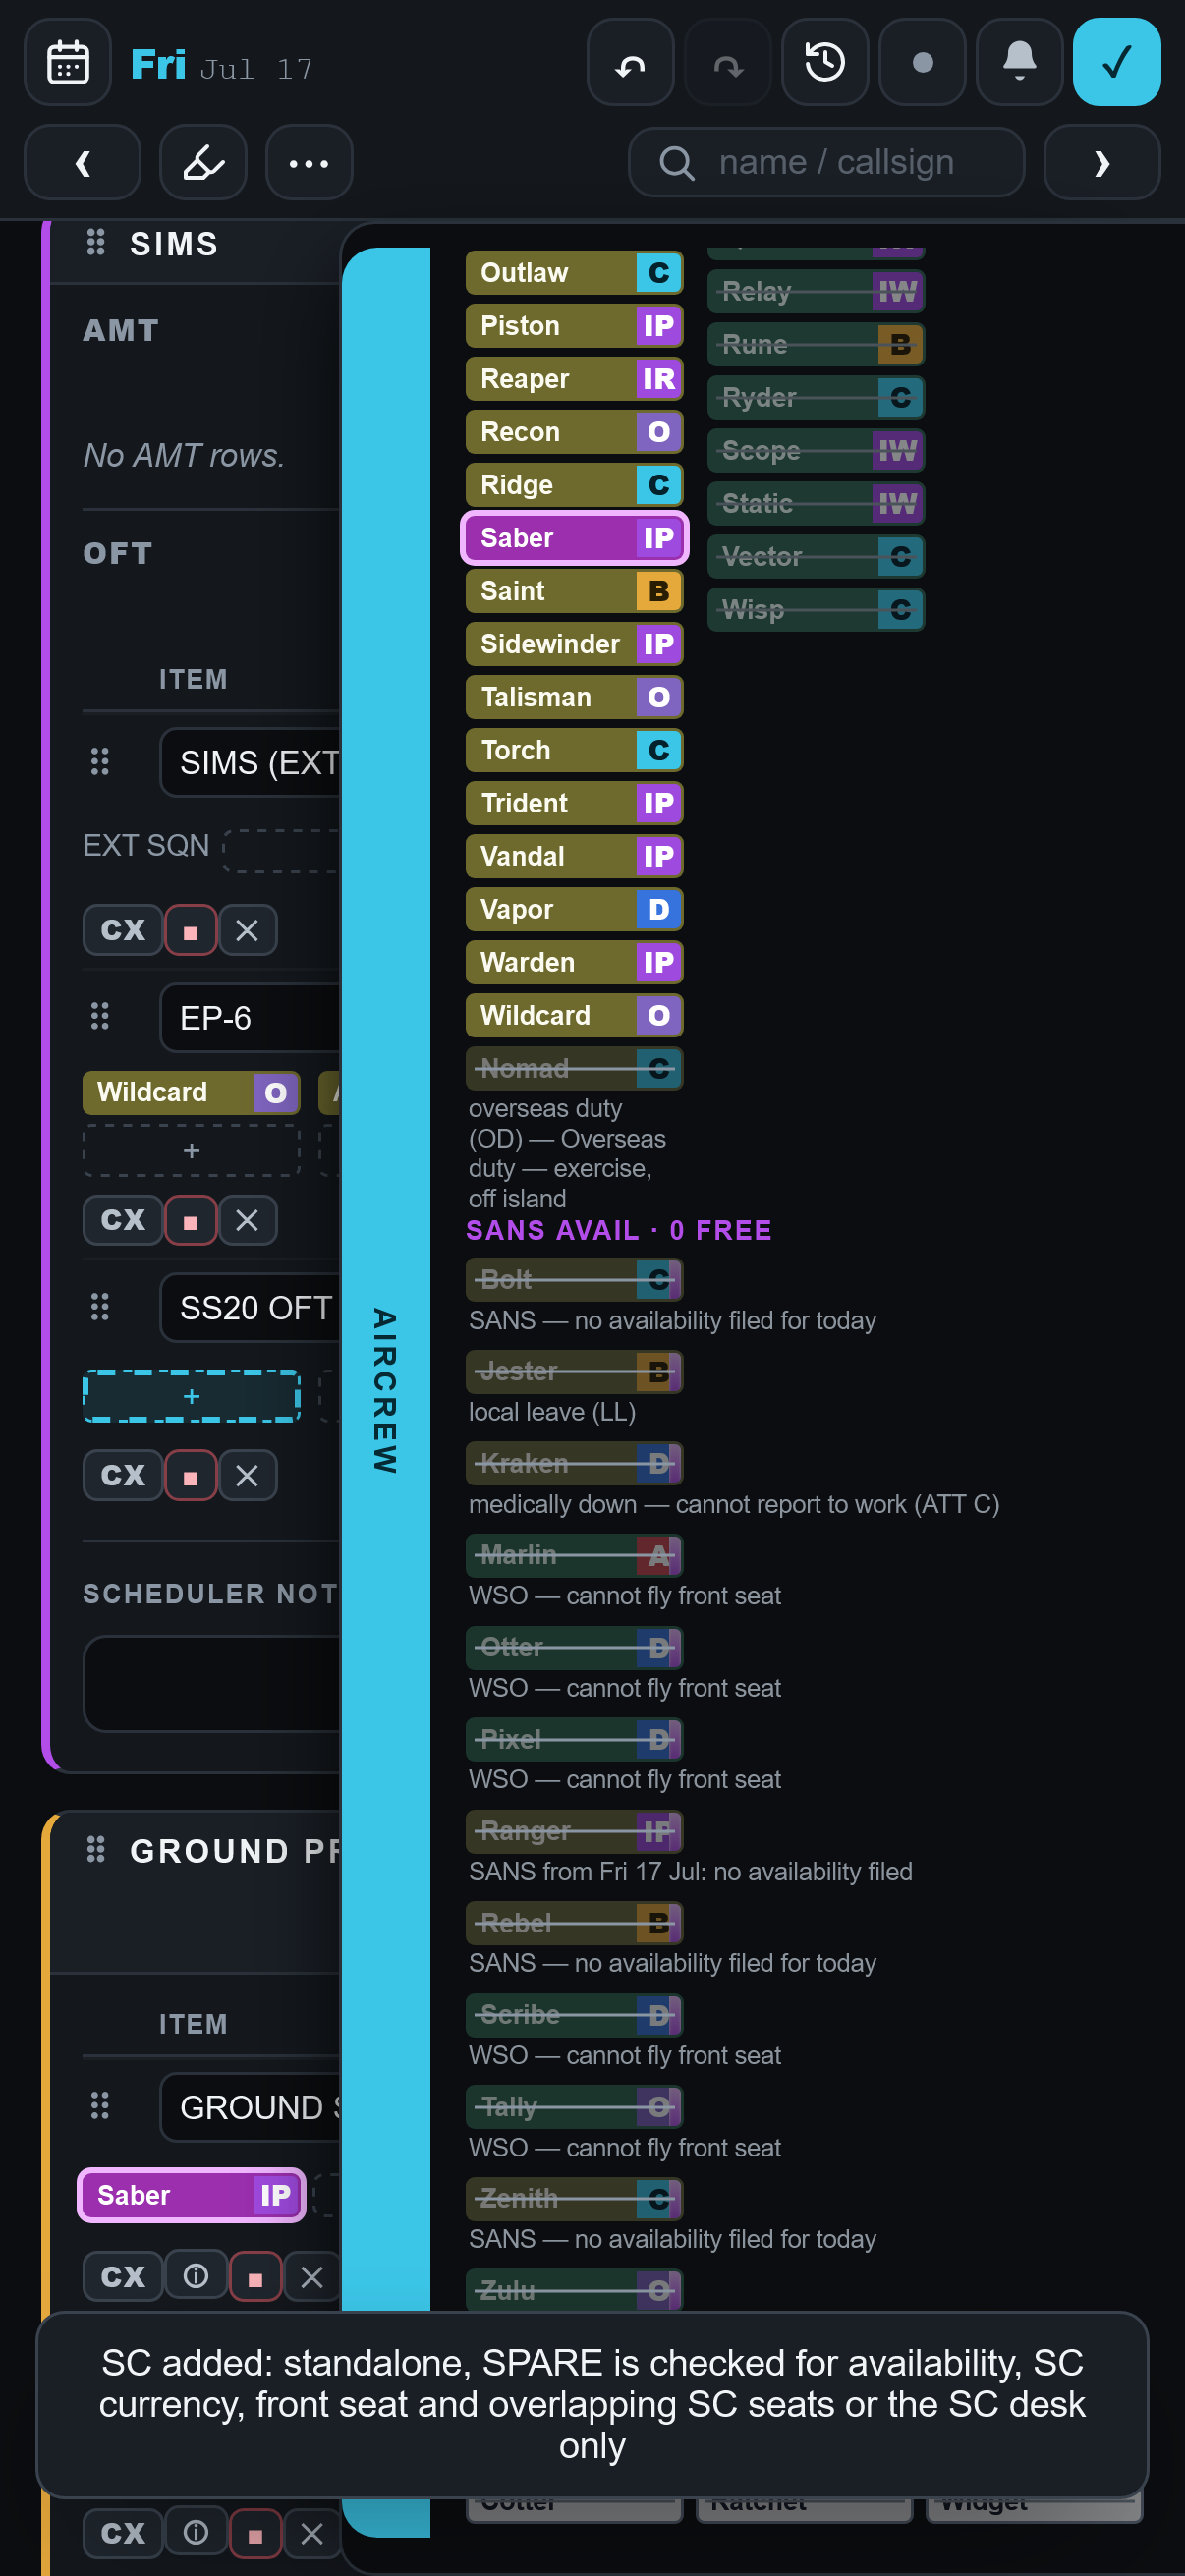 Fri Jul 17
name / callsign
SIMS
AMT
No AMT rows.
OFT
ITEM
SIMS (EXT
EXT SQN
CX
EP-6
Wildcard O
+
CX
SS20 OFT
+
CX
SCHEDULER NOT
GROUND PR
ITEM
GROUND S
Saber IP
CX
CX
AIRCREW
Outlaw C
Piston IP
Reaper IR
Recon O
Ridge C
Saber IP
Saint B
Sidewinder IP
Talisman O
Torch C
Trident IP
Vandal IP
Vapor D
Warden IP
Wildcard O
Nomad C
overseas duty
(OD) — Overseas
duty — exercise,
off island
Relay IW
Rune B
Ryder C
Scope IW
Static IW
Vector C
Wisp C
SANS AVAIL · 0 FREE
Bolt C
SANS — no availability filed for today
Jester B
local leave (LL)
Kraken D
medically down — cannot report to work (ATT C)
Marlin A
WSO — cannot fly front seat
Otter D
WSO — cannot fly front seat
Pixel D
WSO — cannot fly front seat
Ranger IP
SANS from Fri 17 Jul: no availability filed
Rebel B
SANS — no availability filed for today
Scribe D
WSO — cannot fly front seat
Tally O
WSO — cannot fly front seat
Zenith C
SANS — no availability filed for today
Zulu O
SC added: standalone, SPARE is checked for availability, SC
currency, front seat and overlapping SC seats or the SC desk
only
Ratchet Widget